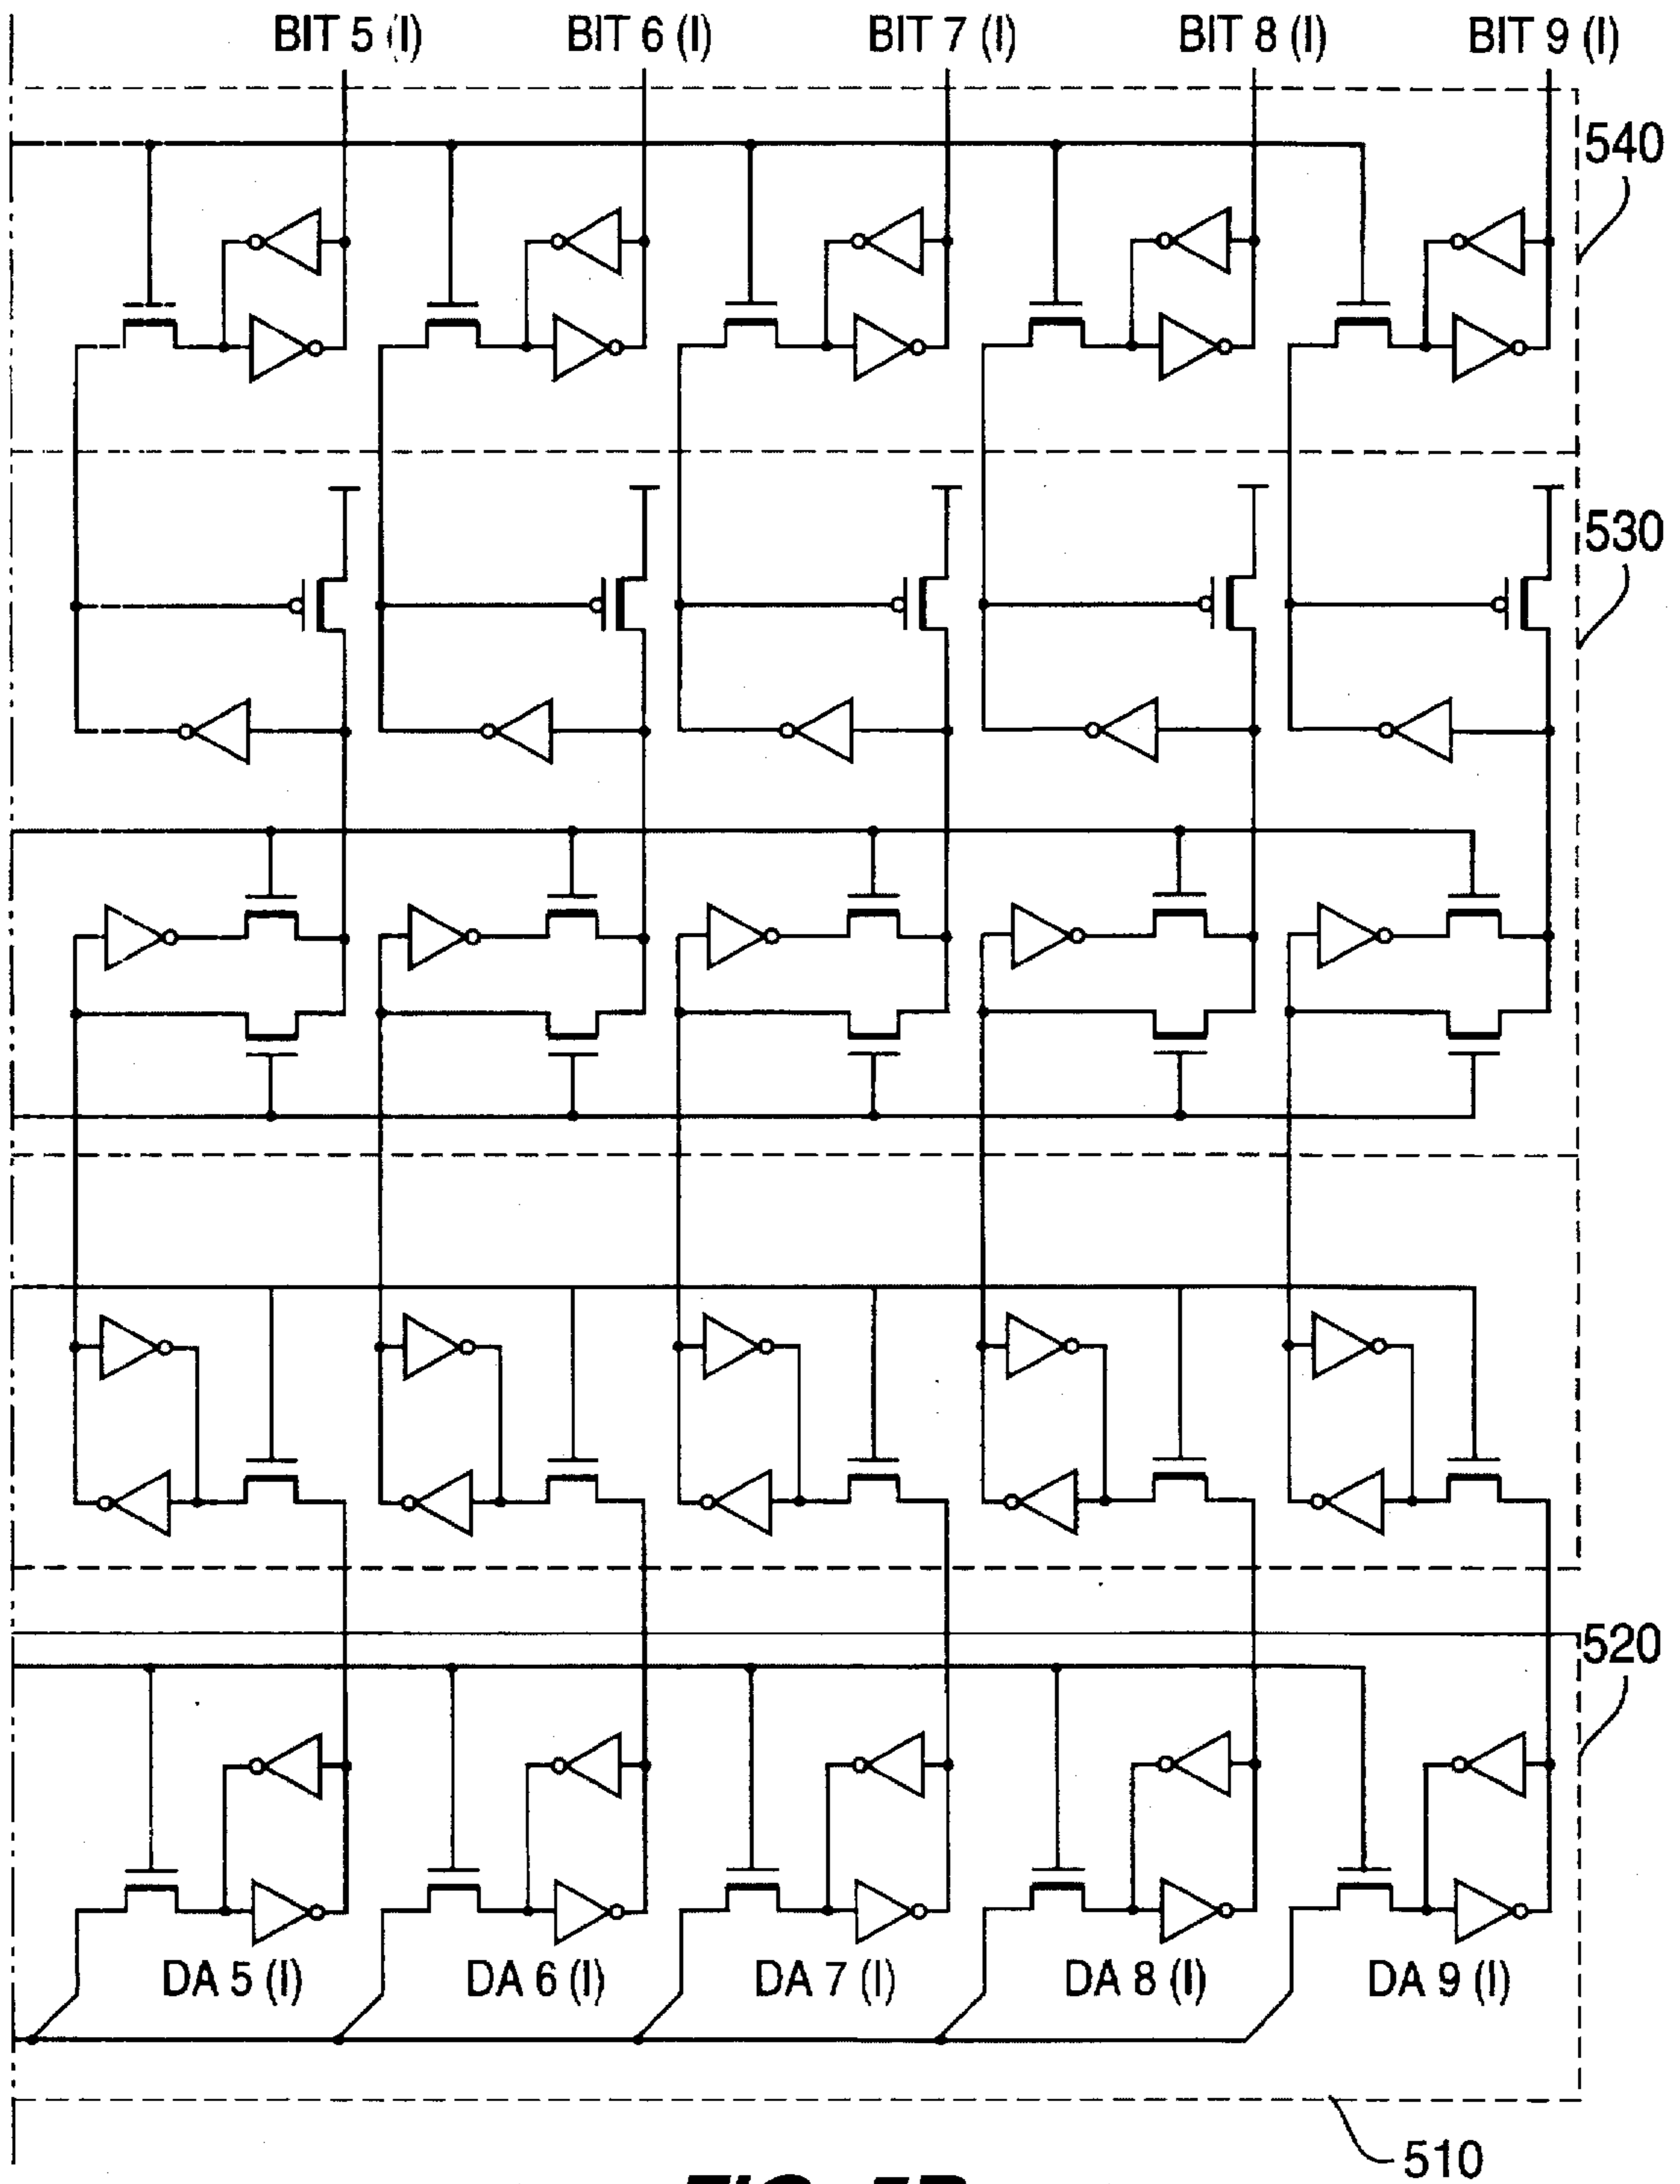 BIT 5 (I) BIT 6 (I) BIT 7 (I) BIT 8 (I) BIT 9 (I)
540
530
520
DA 5 (I) DA 6 (I) DA 7 (I) DA 8 (I) DA 9 (I)
510